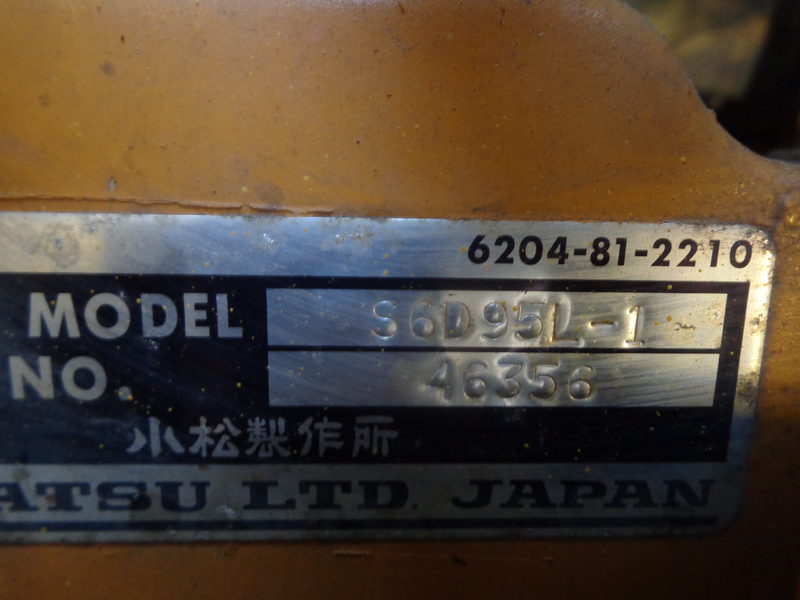 6204-81-2210
MODEL S6D95L-1
NO. 46356
小松製作所
ATSU LTD. JAPAN